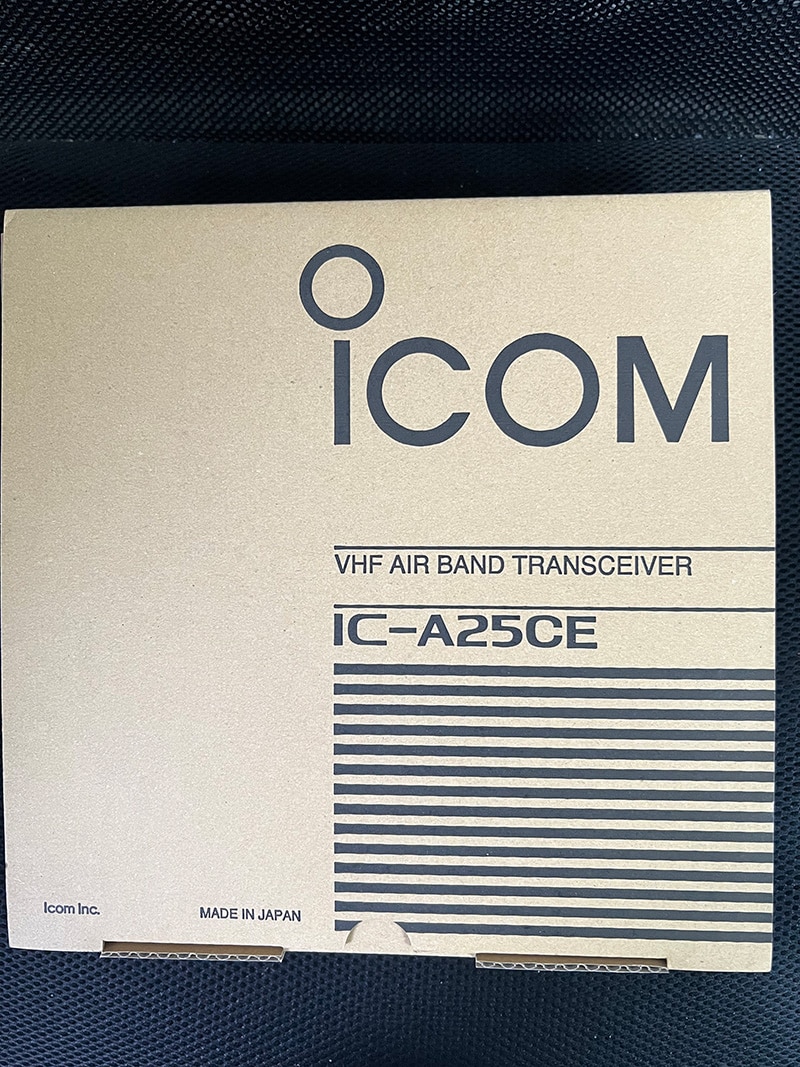 ICOM
VHF AIR BAND TRANSCEIVER
IC-A25CE
Icom Inc.
MADE IN JAPAN